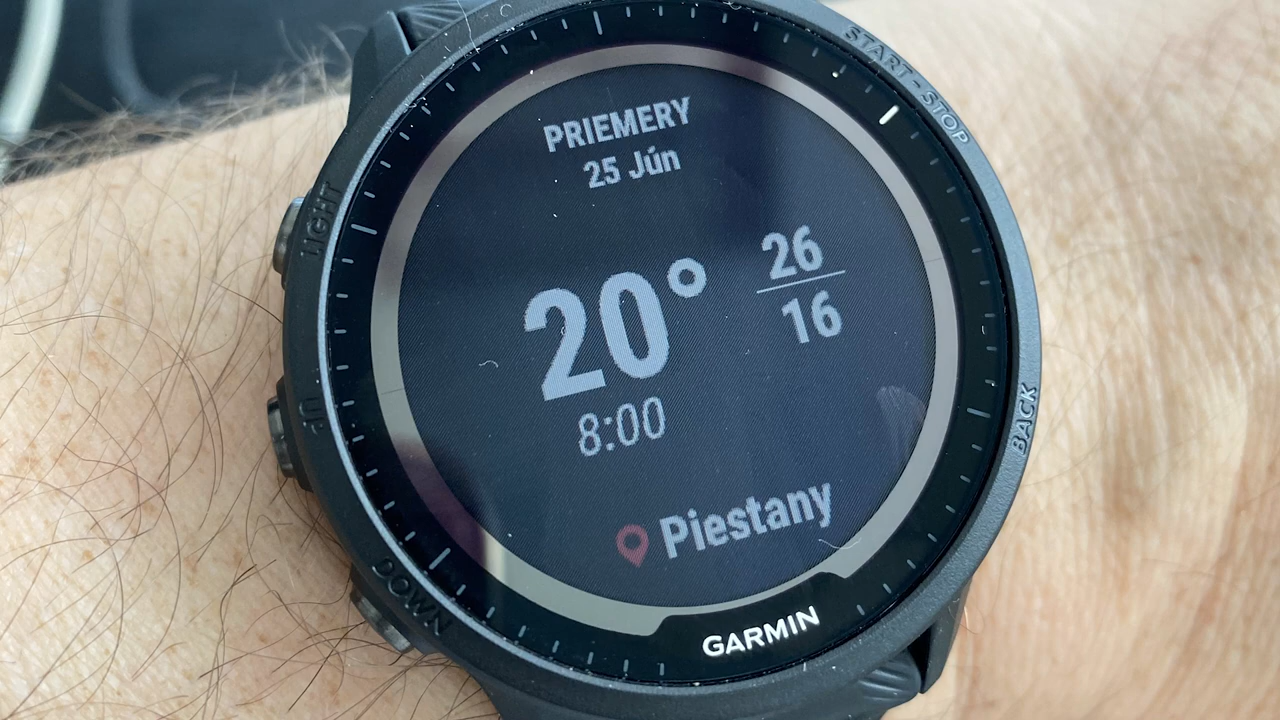 START - STOP
PRIEMERY
25 Jún
LIGHT
20°
26
16
8:00
UP
BACK
Piestany
DOWN
GARMIN